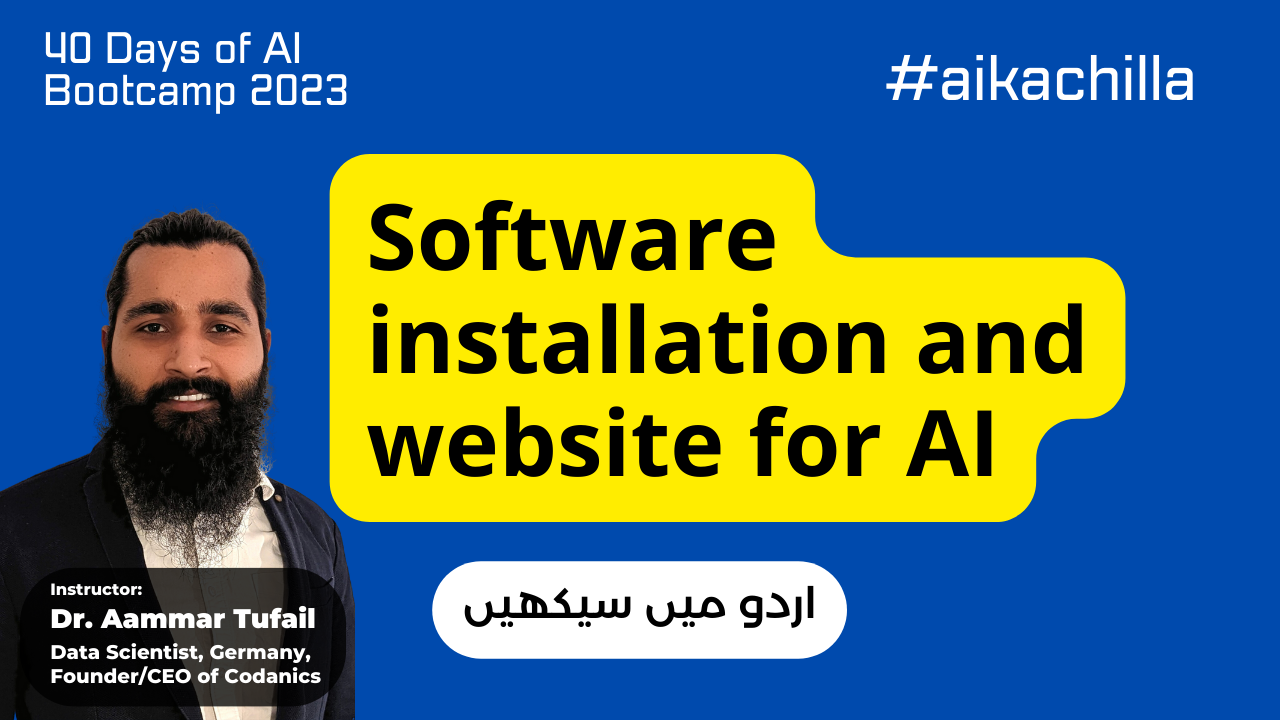 40 Days of AI
Bootcamp 2023
#aikachilla
Software
installation and
website for AI
اردو میں سیکھیں
Instructor:
Dr. Aammar Tufail
Data Scientist, Germany,
Founder/CEO of Codanics